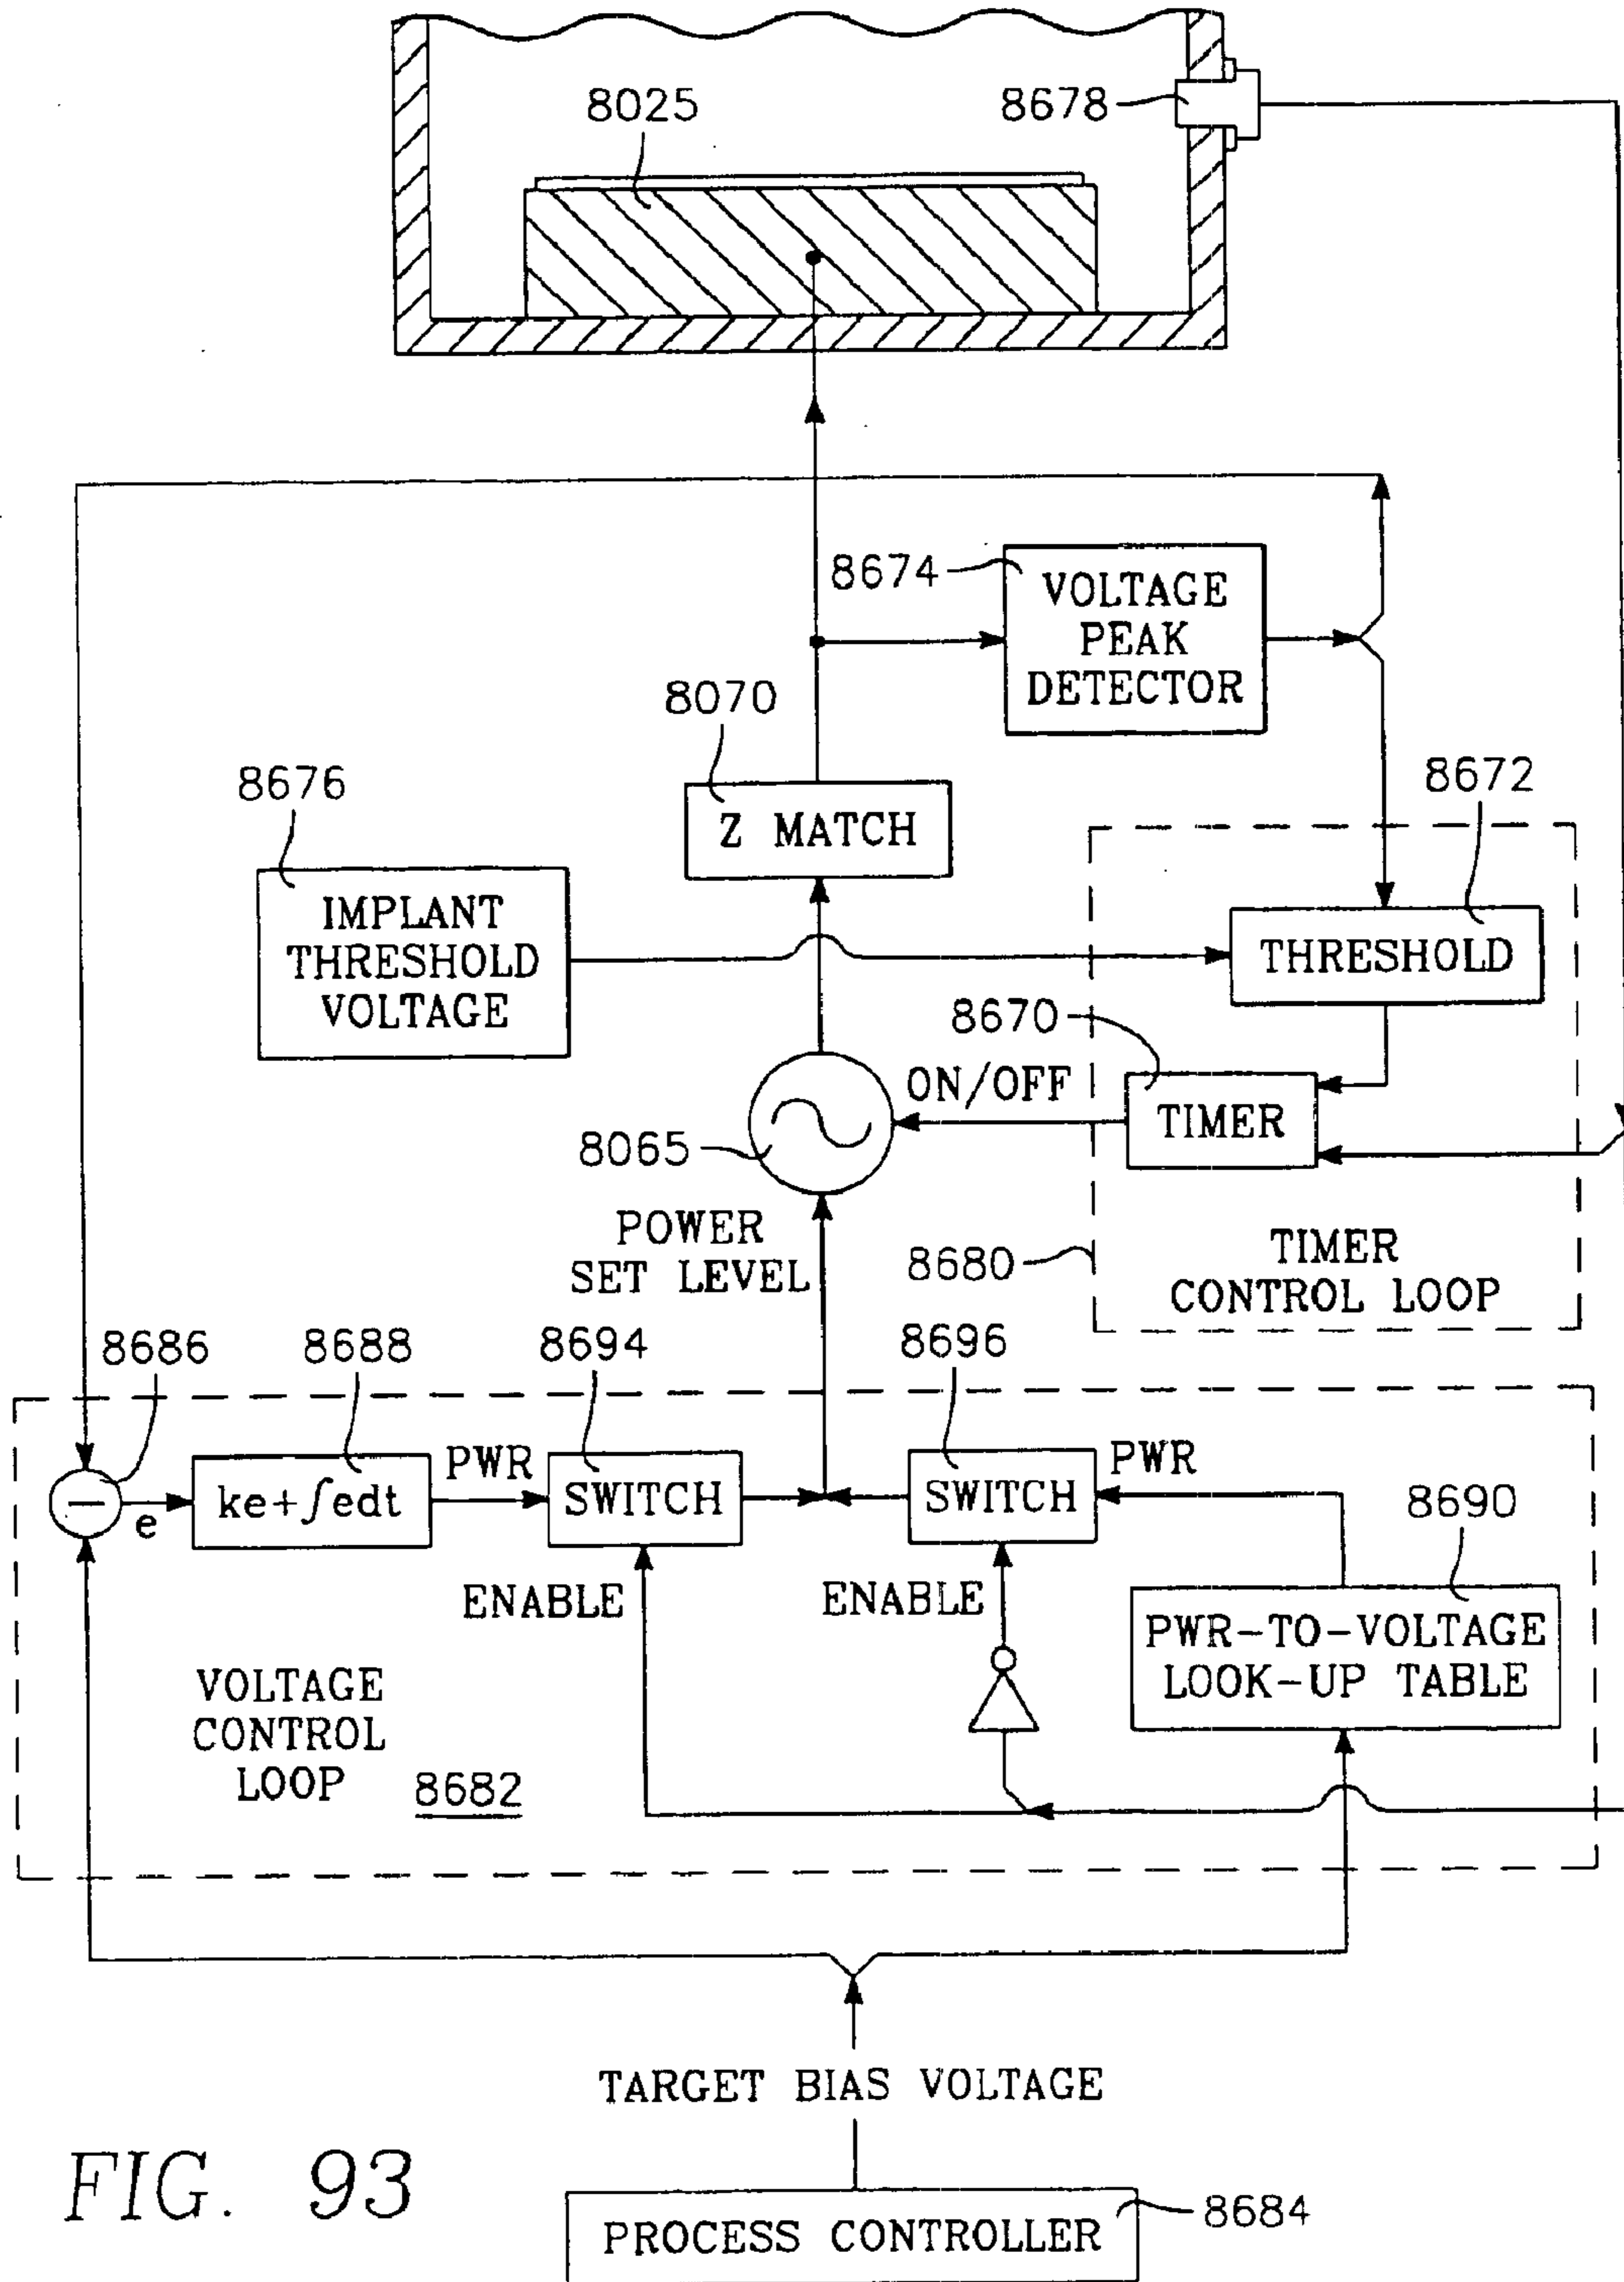 8025
8678
8674
VOLTAGE
PEAK
DETECTOR
8070
Z MATCH
8676
IMPLANT
THRESHOLD
VOLTAGE
8672
THRESHOLD
8670
ON/OFF
TIMER
8065
POWER
SET LEVEL
8680
TIMER
CONTROL LOOP
8686
8688
8694
8696
e
ke+∫edt
PWR
SWITCH
SWITCH
PWR
8690
ENABLE
ENABLE
PWR-TO-VOLTAGE
LOOK-UP TABLE
VOLTAGE
CONTROL
LOOP
8682
TARGET BIAS VOLTAGE
FIG. 93
PROCESS CONTROLLER
8684